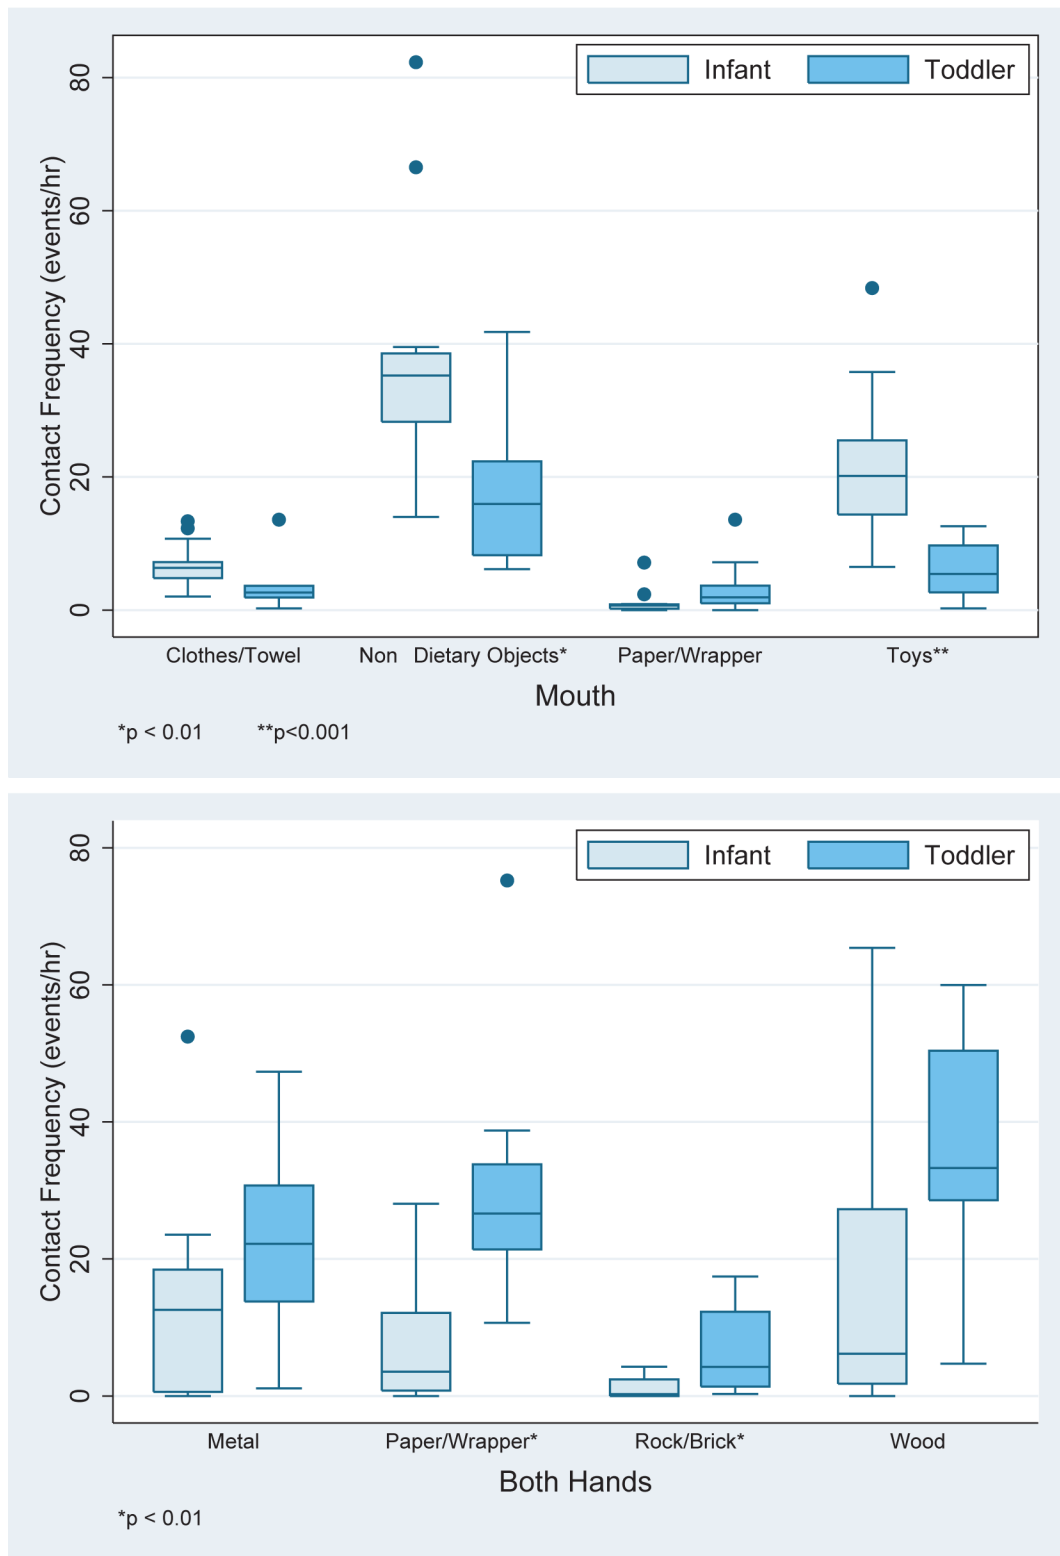 Infant Toddler
80
60
40
20
0
Contact Frequency (events/hr)
Clothes/Towel Non Dietary Objects* Paper/Wrapper Toys**
Mouth
*p < 0.01 **p<0.001
Infant Toddler
80
60
40
20
0
Contact Frequency (events/hr)
Metal Paper/Wrapper* Rock/Brick* Wood
Both Hands
*p < 0.01